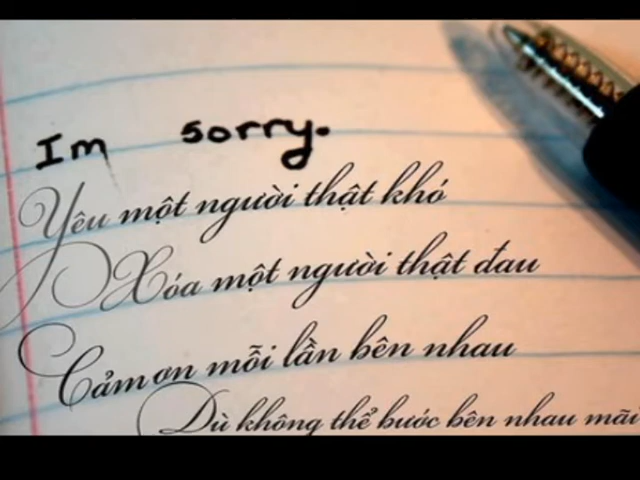 Im sorry.
Yêu một người thật khó
Xóa một người thật đau
Cảm ơn mỗi lần bên nhau
Dù không thể bước bên nhau mãi